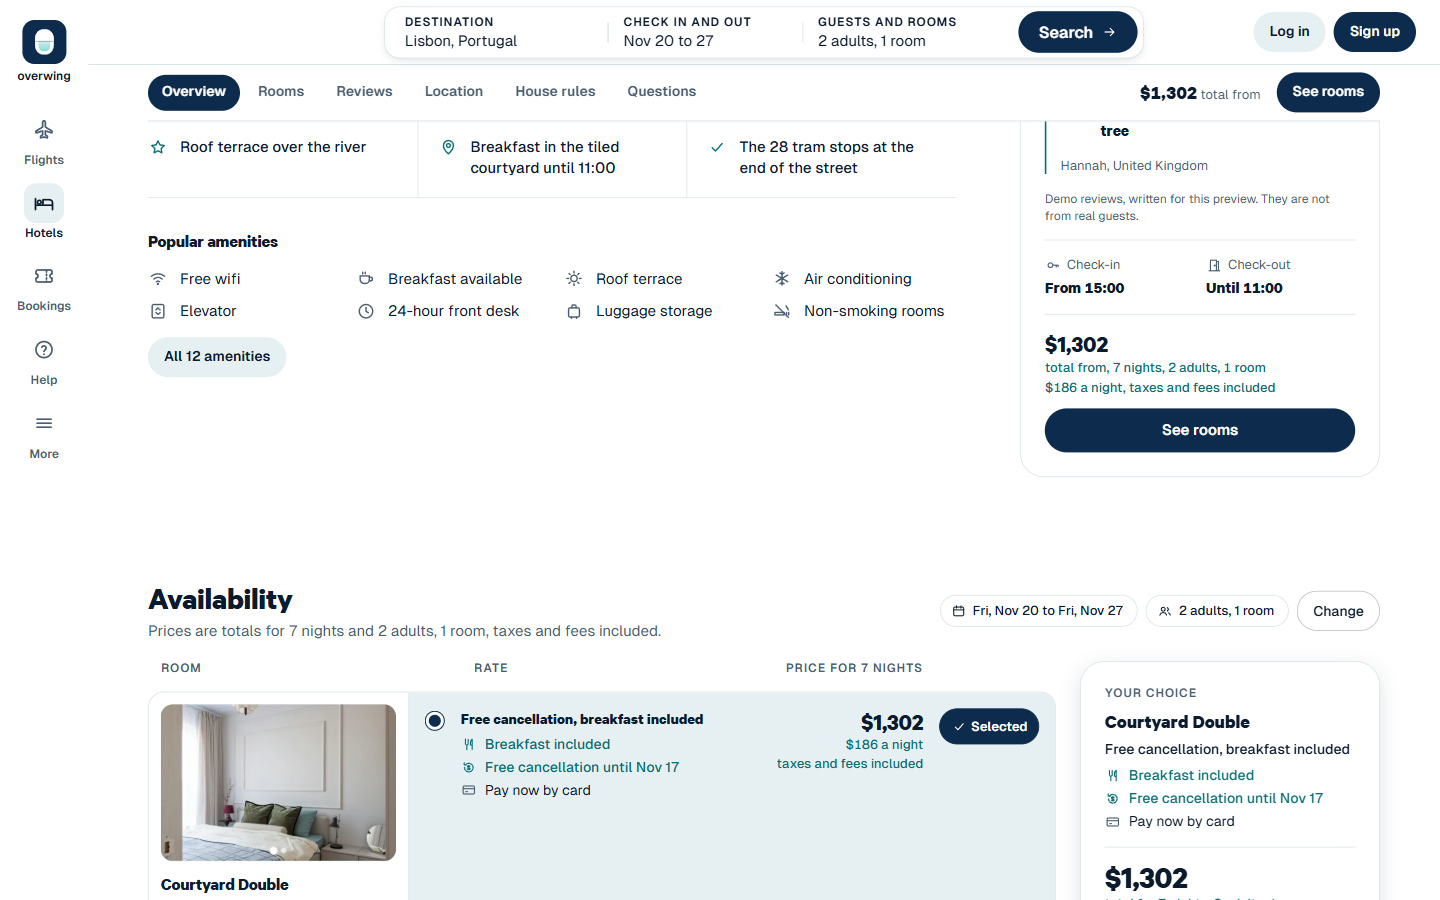 overwing
Flights
Hotels
Bookings
Help
More
DESTINATION
Lisbon, Portugal
CHECK IN AND OUT
Nov 20 to 27
GUESTS AND ROOMS
2 adults, 1 room
Search
Log in
Sign up
Overview
Rooms
Reviews
Location
House rules
Questions
$1,302 total from
See rooms
Roof terrace over the river
Breakfast in the tiled
courtyard until 11:00
The 28 tram stops at the
end of the street
Popular amenities
Free wifi
Breakfast available
Roof terrace
Air conditioning
Elevator
24-hour front desk
Luggage storage
Non-smoking rooms
All 12 amenities
tree
Hannah, United Kingdom
Demo reviews, written for this preview. They are not
from real guests.
Check-in
From 15:00
Check-out
Until 11:00
$1,302
total from, 7 nights, 2 adults, 1 room
$186 a night, taxes and fees included
See rooms
Availability
Prices are totals for 7 nights and 2 adults, 1 room, taxes and fees included.
Fri, Nov 20 to Fri, Nov 27
2 adults, 1 room
Change
ROOM
RATE
PRICE FOR 7 NIGHTS
Courtyard Double
Free cancellation, breakfast included
Breakfast included
Free cancellation until Nov 17
Pay now by card
$1,302
$186 a night
taxes and fees included
Selected
YOUR CHOICE
Courtyard Double
Free cancellation, breakfast included
Breakfast included
Free cancellation until Nov 17
Pay now by card
$1,302